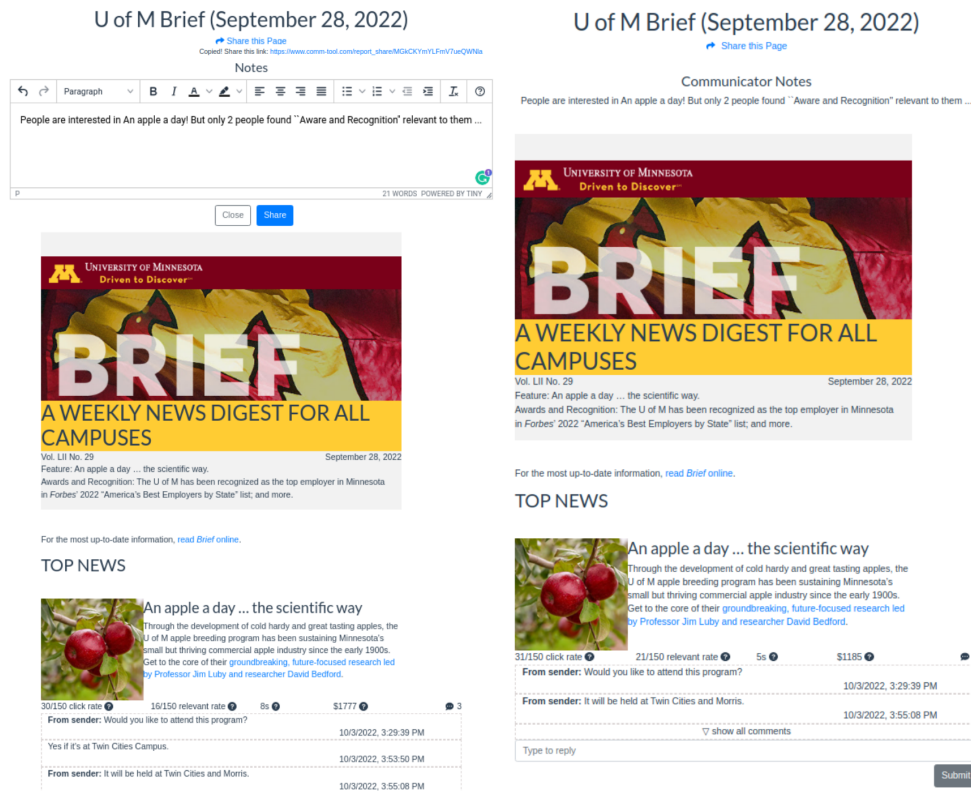 U of M Brief (September 28, 2022)
Share this Page
Copied! Share this link: https://www.comm-tool.com/report_share/MGkCKYmYLFmV7ueQWNla
Notes
Paragraph
B I A
People are interested in An apple a day! But only 2 people found ``Aware and Recognition'' relevant to them ...
1
P
21 WORDS POWERED BY TINY
Close
Share
M
UNIVERSITY OF MINNESOTA
Driven to Discover
BRIEF
A WEEKLY NEWS DIGEST FOR ALL
CAMPUSES
Vol. LII No. 29 September 28, 2022
Feature: An apple a day … the scientific way.
Awards and Recognition: The U of M has been recognized as the top employer in Minnesota
in Forbes' 2022 “America's Best Employers by State” list; and more.
For the most up-to-date information, read Brief online.
TOP NEWS
An apple a day … the scientific way
Through the development of cold hardy and great tasting apples, the
U of M apple breeding program has been sustaining Minnesota's
small but thriving commercial apple industry since the early 1900s.
Get to the core of their groundbreaking, future-focused research led
by Professor Jim Luby and researcher David Bedford.
30/150 click rate 16/150 relevant rate 8s $1777 3
From sender: Would you like to attend this program?
10/3/2022, 3:29:39 PM
Yes if it's at Twin Cities Campus.
10/3/2022, 3:53:50 PM
From sender: It will be held at Twin Cities and Morris.
10/3/2022, 3:55:08 PM
U of M Brief (September 28, 2022)
Share this Page
Communicator Notes
People are interested in An apple a day! But only 2 people found ``Aware and Recognition'' relevant to them ...
M
UNIVERSITY OF MINNESOTA
Driven to Discover
BRIEF
A WEEKLY NEWS DIGEST FOR ALL
CAMPUSES
Vol. LII No. 29 September 28, 2022
Feature: An apple a day … the scientific way.
Awards and Recognition: The U of M has been recognized as the top employer in Minnesota
in Forbes' 2022 “America's Best Employers by State” list; and more.
For the most up-to-date information, read Brief online.
TOP NEWS
An apple a day … the scientific way
Through the development of cold hardy and great tasting apples, the
U of M apple breeding program has been sustaining Minnesota's
small but thriving commercial apple industry since the early 1900s.
Get to the core of their groundbreaking, future-focused research led
by Professor Jim Luby and researcher David Bedford.
31/150 click rate 21/150 relevant rate 5s $1185
From sender: Would you like to attend this program?
10/3/2022, 3:29:39 PM
From sender: It will be held at Twin Cities and Morris.
10/3/2022, 3:55:08 PM
▽ show all comments
Type to reply
Submit